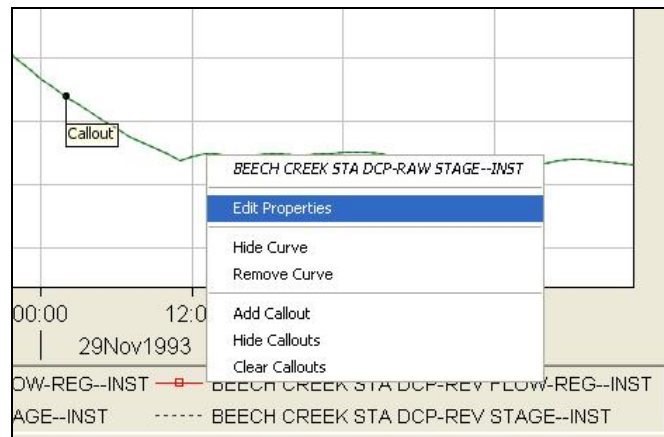 Callout
BEECH CREEK STA DCP-RAW STAGE--INST
Edit Properties
Hide Curve
Remove Curve
Add Callout
Hide Callouts
Clear Callouts
00:00 12:0
29Nov1993
OW-REG--INST BEECH CREEK STA DCP-REV FLOW-REG--INST
AGE--INST BEECH CREEK STA DCP-REV STAGE--INST